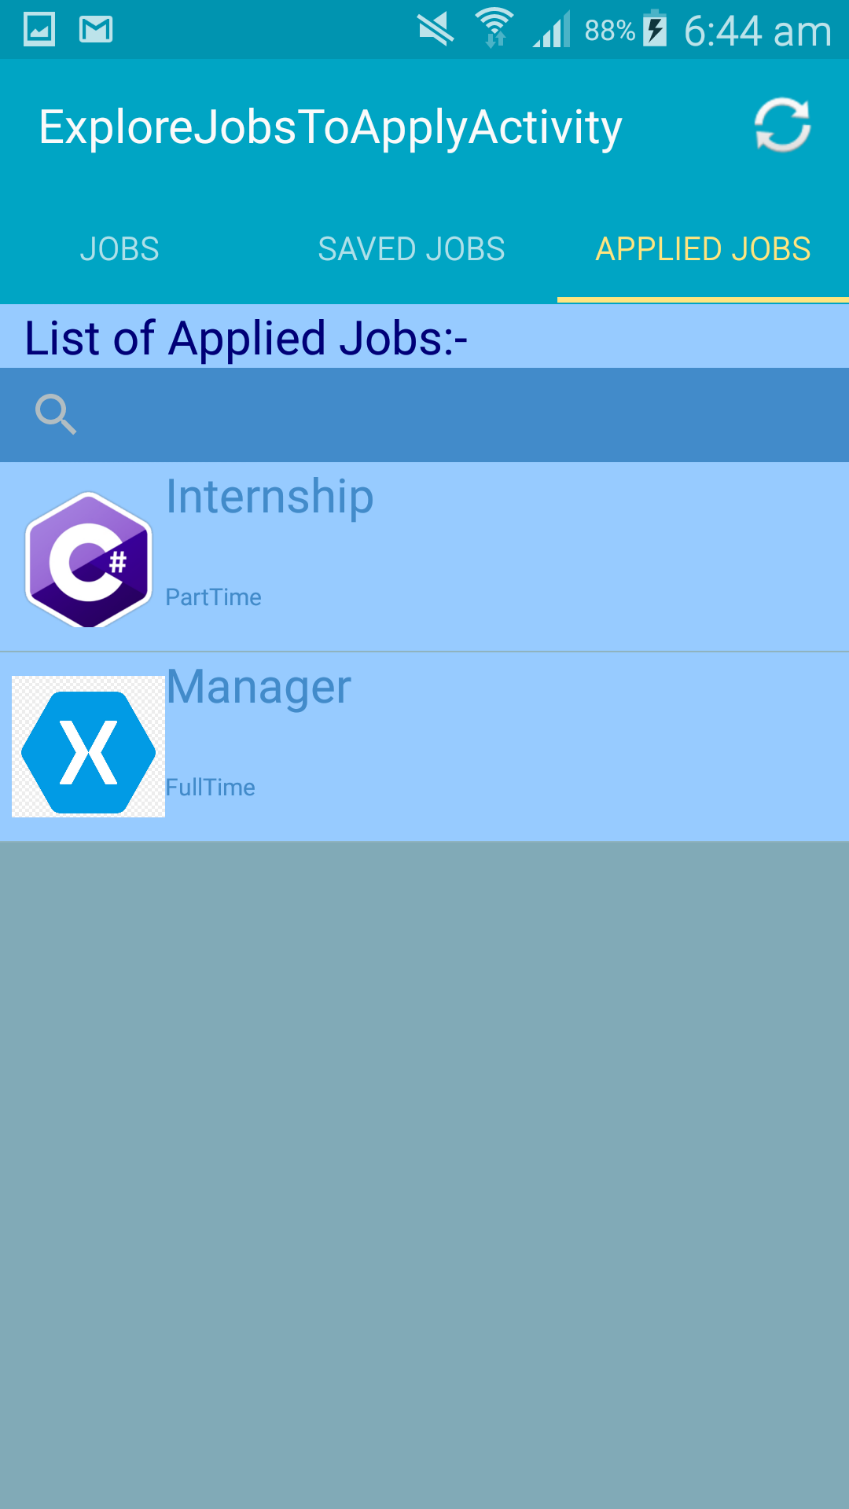 88% 6:44 am
ExploreJobsToApplyActivity
JOBS SAVED JOBS APPLIED JOBS
List of Applied Jobs:-
Internship
C#
PartTime
Manager
X
FullTime